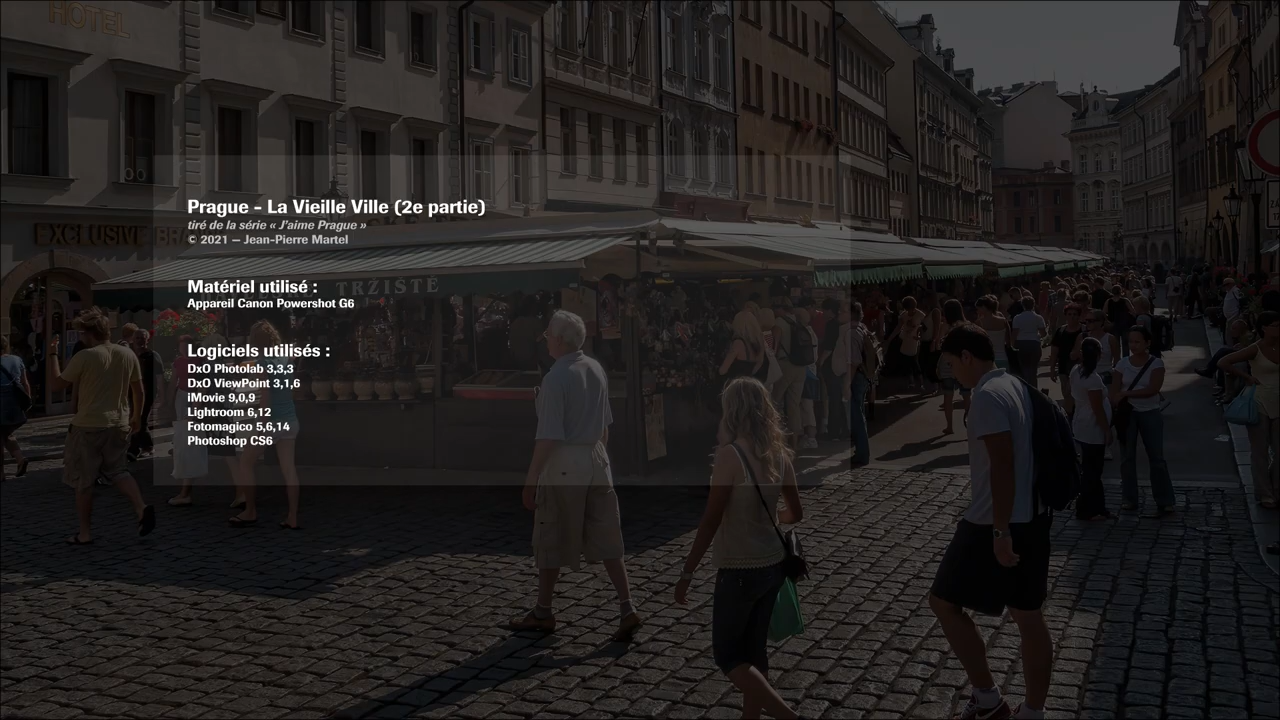 HOTEL
Prague - La Vieille Ville (2e partie)
tiré de la série « J'aime Prague »
© 2021 – Jean-Pierre Martel
EXCLUSIVE BRA
Matériel utilisé :
TRŽIŠTĚ
Appareil Canon Powershot G6
Logiciels utilisés :
DxO Photolab 3,3,3
DxO ViewPoint 3,1,6
iMovie 9,0,9
Lightroom 6,12
Fotomagico 5,6,14
Photoshop CS6